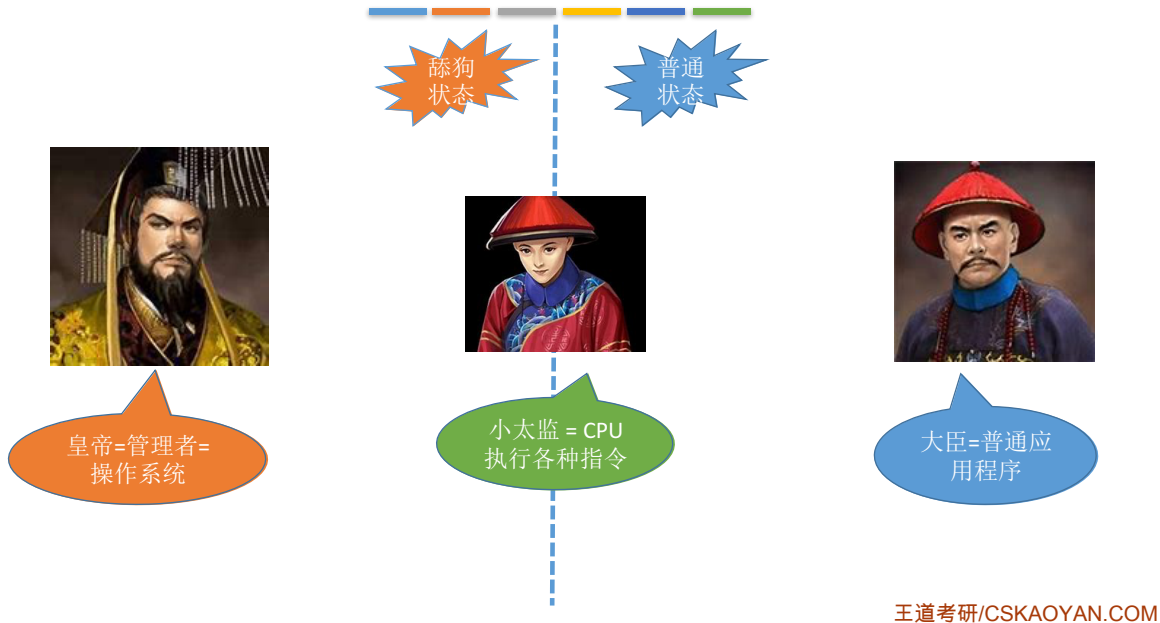 舔狗
状态
普通
状态
皇帝=管理者=
操作系统
小太监 = CPU
执行各种指令
大臣=普通应
用程序
王道考研/CSKAOYAN.COM